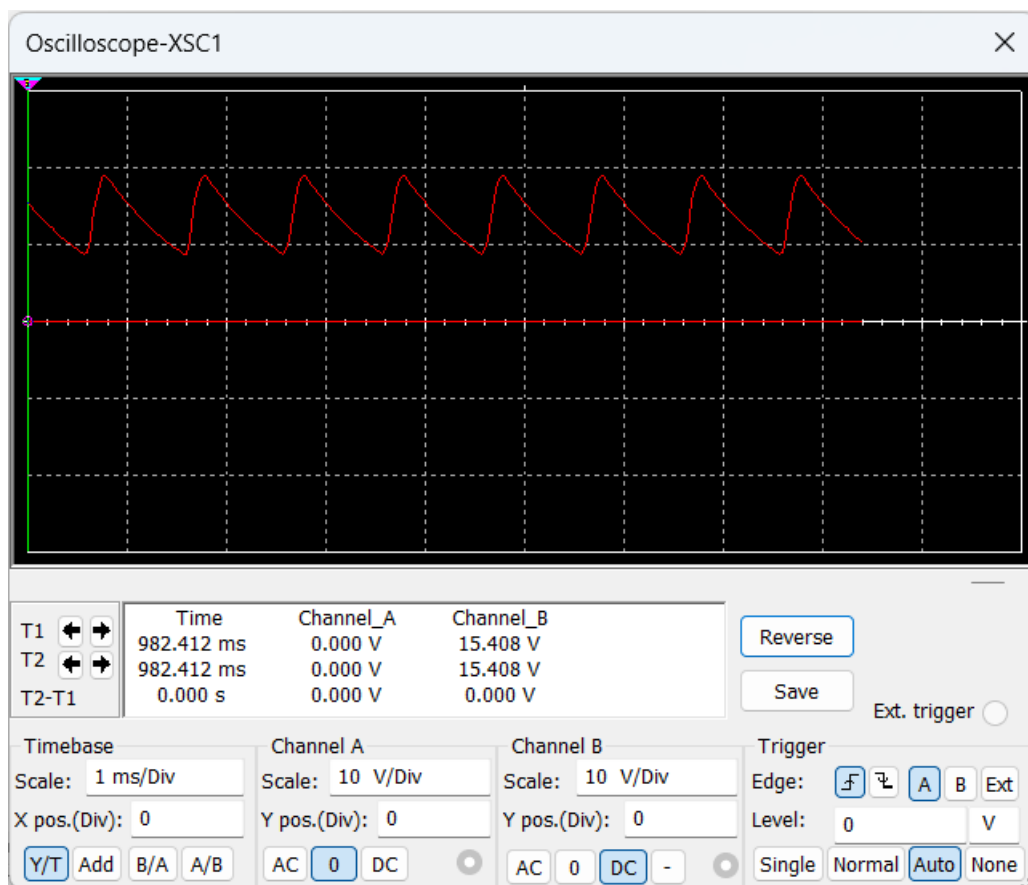 Oscilloscope-XSC1
Time Channel_A Channel_B
T1 982.412 ms 0.000 V 15.408 V
T2 982.412 ms 0.000 V 15.408 V
T2-T1 0.000 s 0.000 V 0.000 V
Reverse
Save
Ext. trigger
Timebase
Scale: 1 ms/Div
X pos.(Div): 0
Y/T Add B/A A/B
Channel A
Scale: 10 V/Div
Y pos.(Div): 0
AC 0 DC
Channel B
Scale: 10 V/Div
Y pos.(Div): 0
AC 0 DC -
Trigger
Edge: A B Ext
Level: 0 V
Single Normal Auto None